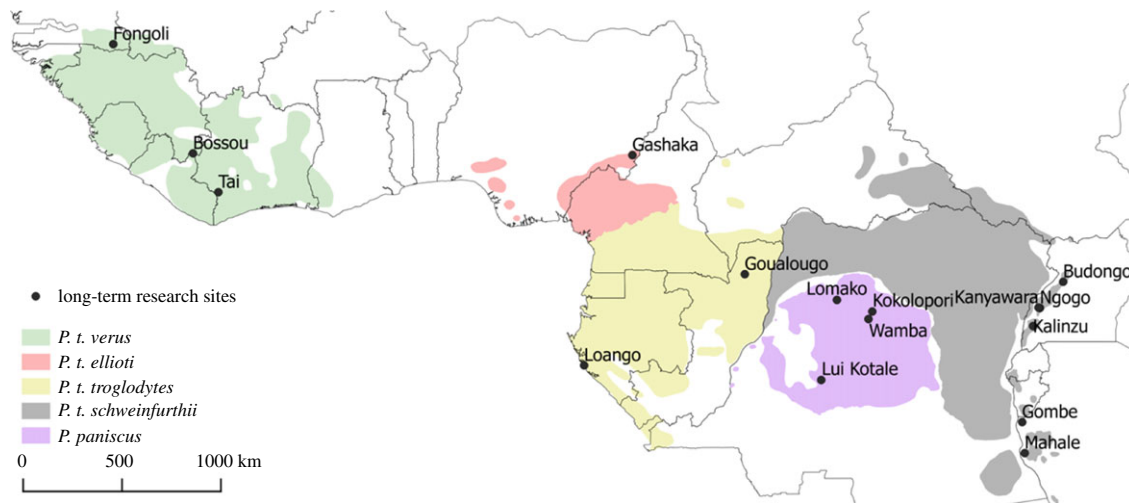 Fongoli
Bossou
Tai
Gashaka
Goualougo
Loango
Lomako
Kokolopori
Wamba
Lui Kotale
Kanyawara
Ngogo
Budongo
Kalinzu
Gombe
Mahale
long-term research sites
P. t. verus
P. t. ellioti
P. t. troglodytes
P. t. schweinfurthii
P. paniscus
0 500 1000 km